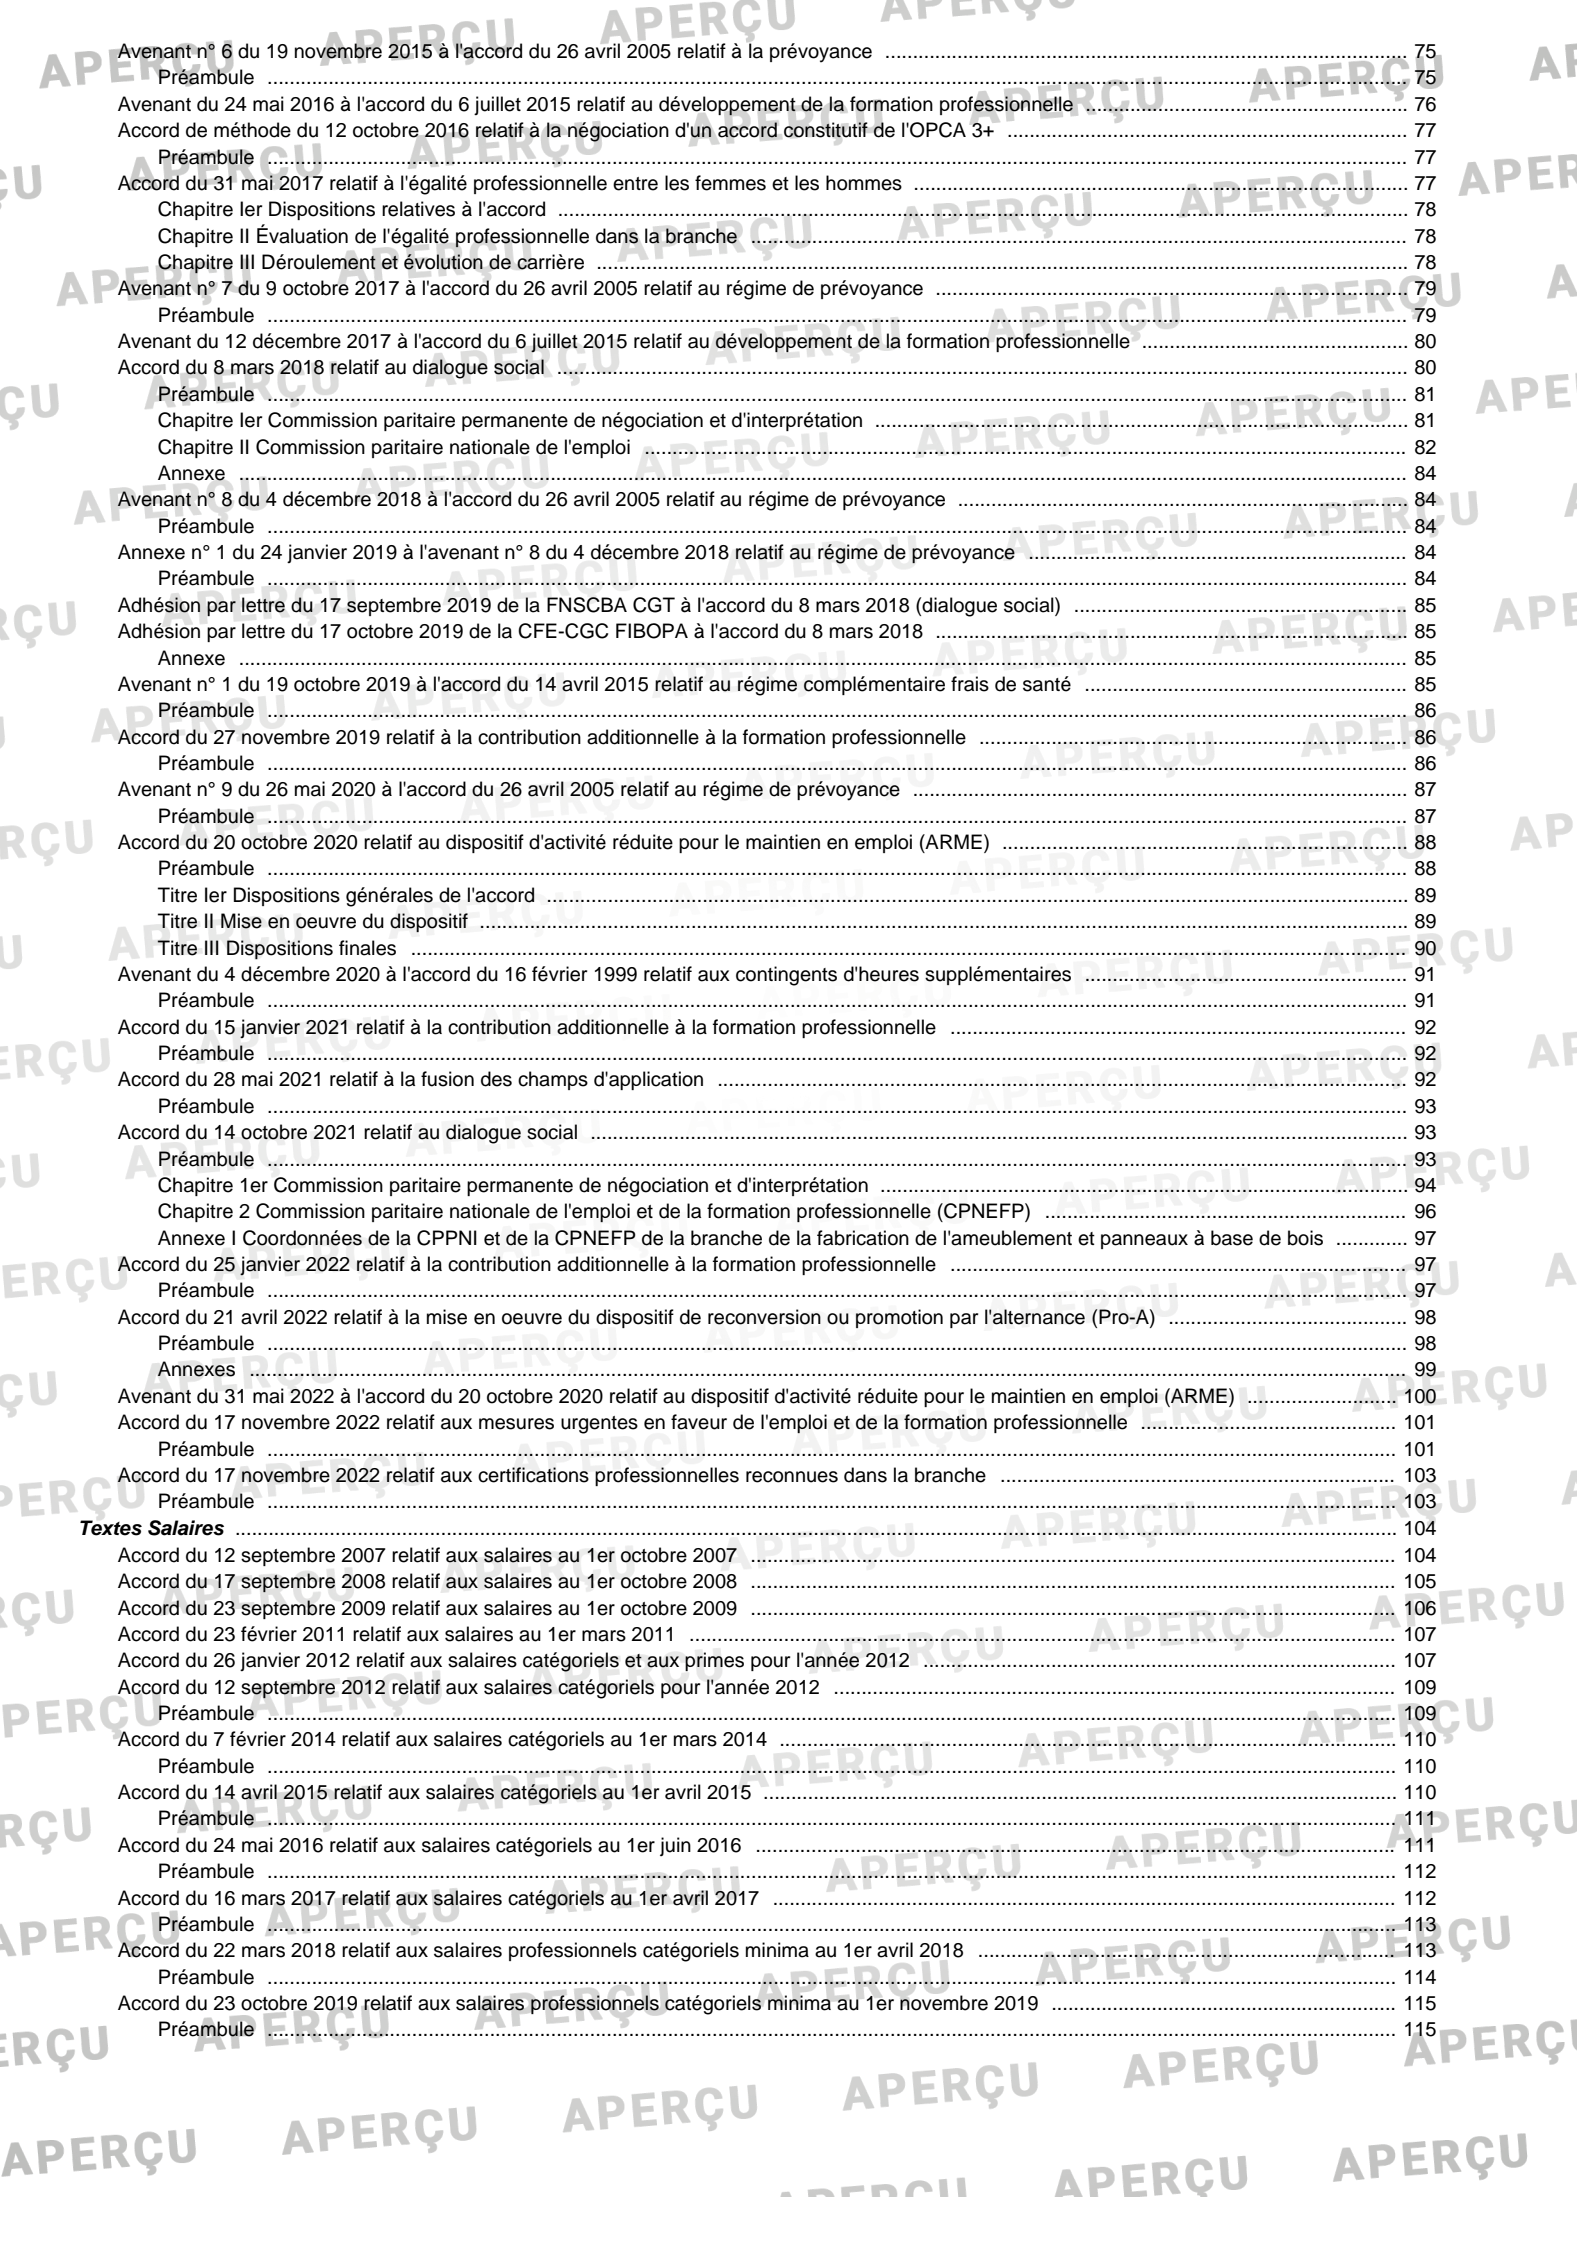 Avenant n° 6 du 19 novembre 2015 à l'accord du 26 avril 2005 relatif à la prévoyance 75
Préambule 75
Avenant du 24 mai 2016 à l'accord du 6 juillet 2015 relatif au développement de la formation professionnelle 76
Accord de méthode du 12 octobre 2016 relatif à la négociation d'un accord constitutif de l'OPCA 3+ 77
Préambule 77
Accord du 31 mai 2017 relatif à l'égalité professionnelle entre les femmes et les hommes 77
Chapitre Ier Dispositions relatives à l'accord 78
Chapitre II Évaluation de l'égalité professionnelle dans la branche 78
Chapitre III Déroulement et évolution de carrière 78
Avenant n° 7 du 9 octobre 2017 à l'accord du 26 avril 2005 relatif au régime de prévoyance 79
Préambule 79
Avenant du 12 décembre 2017 à l'accord du 6 juillet 2015 relatif au développement de la formation professionnelle 80
Accord du 8 mars 2018 relatif au dialogue social 80
Préambule 81
Chapitre Ier Commission paritaire permanente de négociation et d'interprétation 81
Chapitre II Commission paritaire nationale de l'emploi 82
Annexe 84
Avenant n° 8 du 4 décembre 2018 à l'accord du 26 avril 2005 relatif au régime de prévoyance 84
Préambule 84
Annexe n° 1 du 24 janvier 2019 à l'avenant n° 8 du 4 décembre 2018 relatif au régime de prévoyance 84
Préambule 84
Adhésion par lettre du 17 septembre 2019 de la FNSCBA CGT à l'accord du 8 mars 2018 (dialogue social) 85
Adhésion par lettre du 17 octobre 2019 de la CFE-CGC FIBOPA à l'accord du 8 mars 2018 85
Annexe 85
Avenant n° 1 du 19 octobre 2019 à l'accord du 14 avril 2015 relatif au régime complémentaire frais de santé 85
Préambule 86
Accord du 27 novembre 2019 relatif à la contribution additionnelle à la formation professionnelle 86
Préambule 86
Avenant n° 9 du 26 mai 2020 à l'accord du 26 avril 2005 relatif au régime de prévoyance 87
Préambule 87
Accord du 20 octobre 2020 relatif au dispositif d'activité réduite pour le maintien en emploi (ARME) 88
Préambule 88
Titre Ier Dispositions générales de l'accord 89
Titre II Mise en oeuvre du dispositif 89
Titre III Dispositions finales 90
Avenant du 4 décembre 2020 à l'accord du 16 février 1999 relatif aux contingents d'heures supplémentaires 91
Préambule 91
Accord du 15 janvier 2021 relatif à la contribution additionnelle à la formation professionnelle 92
Préambule 92
Accord du 28 mai 2021 relatif à la fusion des champs d'application 92
Préambule 93
Accord du 14 octobre 2021 relatif au dialogue social 93
Préambule 93
Chapitre 1er Commission paritaire permanente de négociation et d'interprétation 94
Chapitre 2 Commission paritaire nationale de l'emploi et de la formation professionnelle (CPNEFP) 96
Annexe I Coordonnées de la CPPNI et de la CPNEFP de la branche de la fabrication de l'ameublement et panneaux à base de bois 97
Accord du 25 janvier 2022 relatif à la contribution additionnelle à la formation professionnelle 97
Préambule 97
Accord du 21 avril 2022 relatif à la mise en oeuvre du dispositif de reconversion ou promotion par l'alternance (Pro-A) 98
Préambule 98
Annexes 99
Avenant du 31 mai 2022 à l'accord du 20 octobre 2020 relatif au dispositif d'activité réduite pour le maintien en emploi (ARME) 100
Accord du 17 novembre 2022 relatif aux mesures urgentes en faveur de l'emploi et de la formation professionnelle 101
Préambule 101
Accord du 17 novembre 2022 relatif aux certifications professionnelles reconnues dans la branche 103
Préambule 103
Textes Salaires 104
Accord du 12 septembre 2007 relatif aux salaires au 1er octobre 2007 104
Accord du 17 septembre 2008 relatif aux salaires au 1er octobre 2008 105
Accord du 23 septembre 2009 relatif aux salaires au 1er octobre 2009 106
Accord du 23 février 2011 relatif aux salaires au 1er mars 2011 107
Accord du 26 janvier 2012 relatif aux salaires catégoriels et aux primes pour l'année 2012 107
Accord du 12 septembre 2012 relatif aux salaires catégoriels pour l'année 2012 109
Préambule 109
Accord du 7 février 2014 relatif aux salaires catégoriels au 1er mars 2014 110
Préambule 110
Accord du 14 avril 2015 relatif aux salaires catégoriels au 1er avril 2015 110
Préambule 111
Accord du 24 mai 2016 relatif aux salaires catégoriels au 1er juin 2016 111
Préambule 112
Accord du 16 mars 2017 relatif aux salaires catégoriels au 1er avril 2017 112
Préambule 113
Accord du 22 mars 2018 relatif aux salaires professionnels catégoriels minima au 1er avril 2018 113
Préambule 114
Accord du 23 octobre 2019 relatif aux salaires professionnels catégoriels minima au 1er novembre 2019 115
Préambule 115
APERÇU